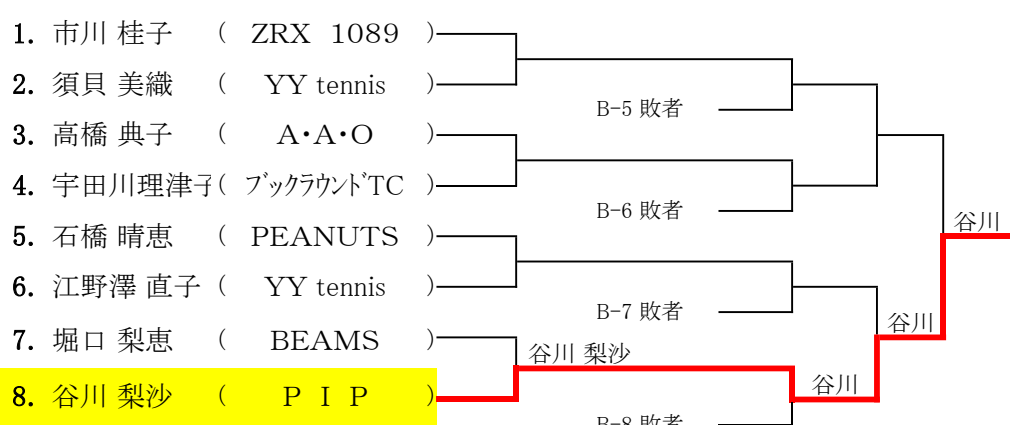 1. 市川 桂子 ( ZRX 1089 )
2. 須貝 美織 ( YY tennis )
B-5 敗者
3. 高橋 典子 ( A・A・O )
4. 宇田川理津子( ブックラウンドTC )
B-6 敗者
谷川
5. 石橋 晴恵 ( PEANUTS )
6. 江野澤 直子 ( YY tennis )
B-7 敗者
谷川
7. 堀口 梨恵 ( BEAMS )
谷川 梨沙
谷川
8. 谷川 梨沙 ( P I P )
B-8 敗者